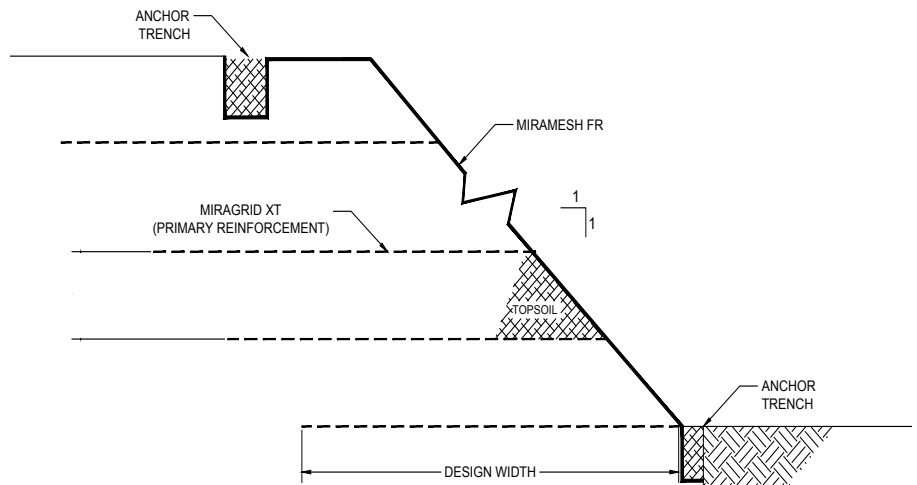 ANCHOR
TRENCH
MIRAMESH FR
1
1
MIRAGRID XT
(PRIMARY REINFORCEMENT)
TOPSOIL
ANCHOR
TRENCH
DESIGN WIDTH